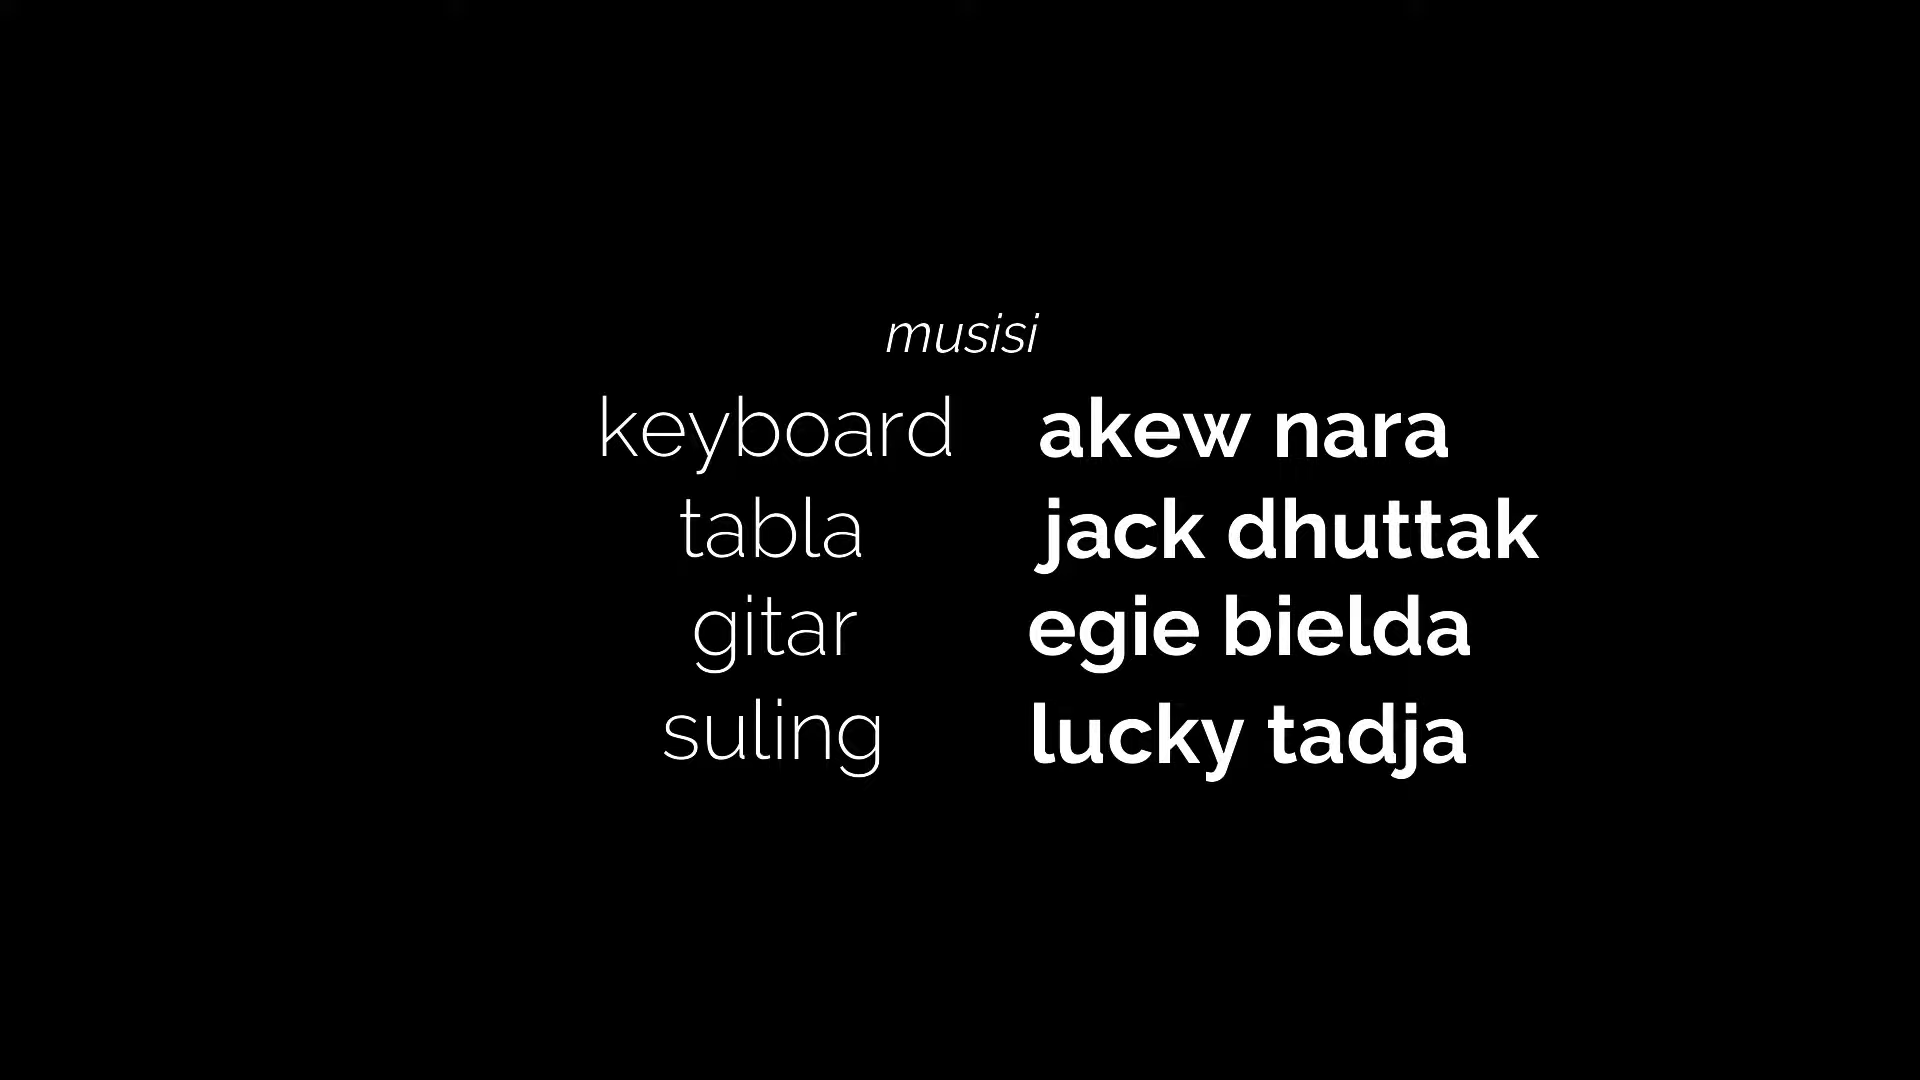 musisi
keyboard akew nara
tabla jack dhuttak
gitar egie bielda
suling lucky tadja